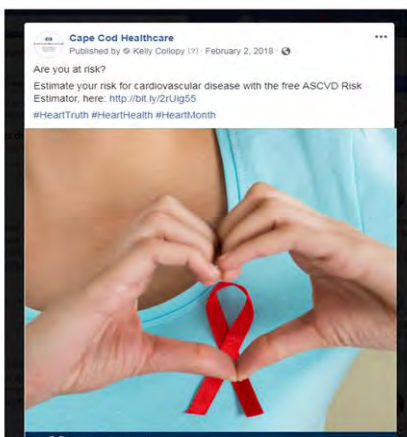 Cape Cod Healthcare
Published by Kelly Collopy [?] · February 2, 2018 ·
Are you at risk?
Estimate your risk for cardiovascular disease with the free ASCVD Risk
Estimator, here: http://bit.ly/2rUig55
#HeartTruth #HeartHealth #HeartMonth